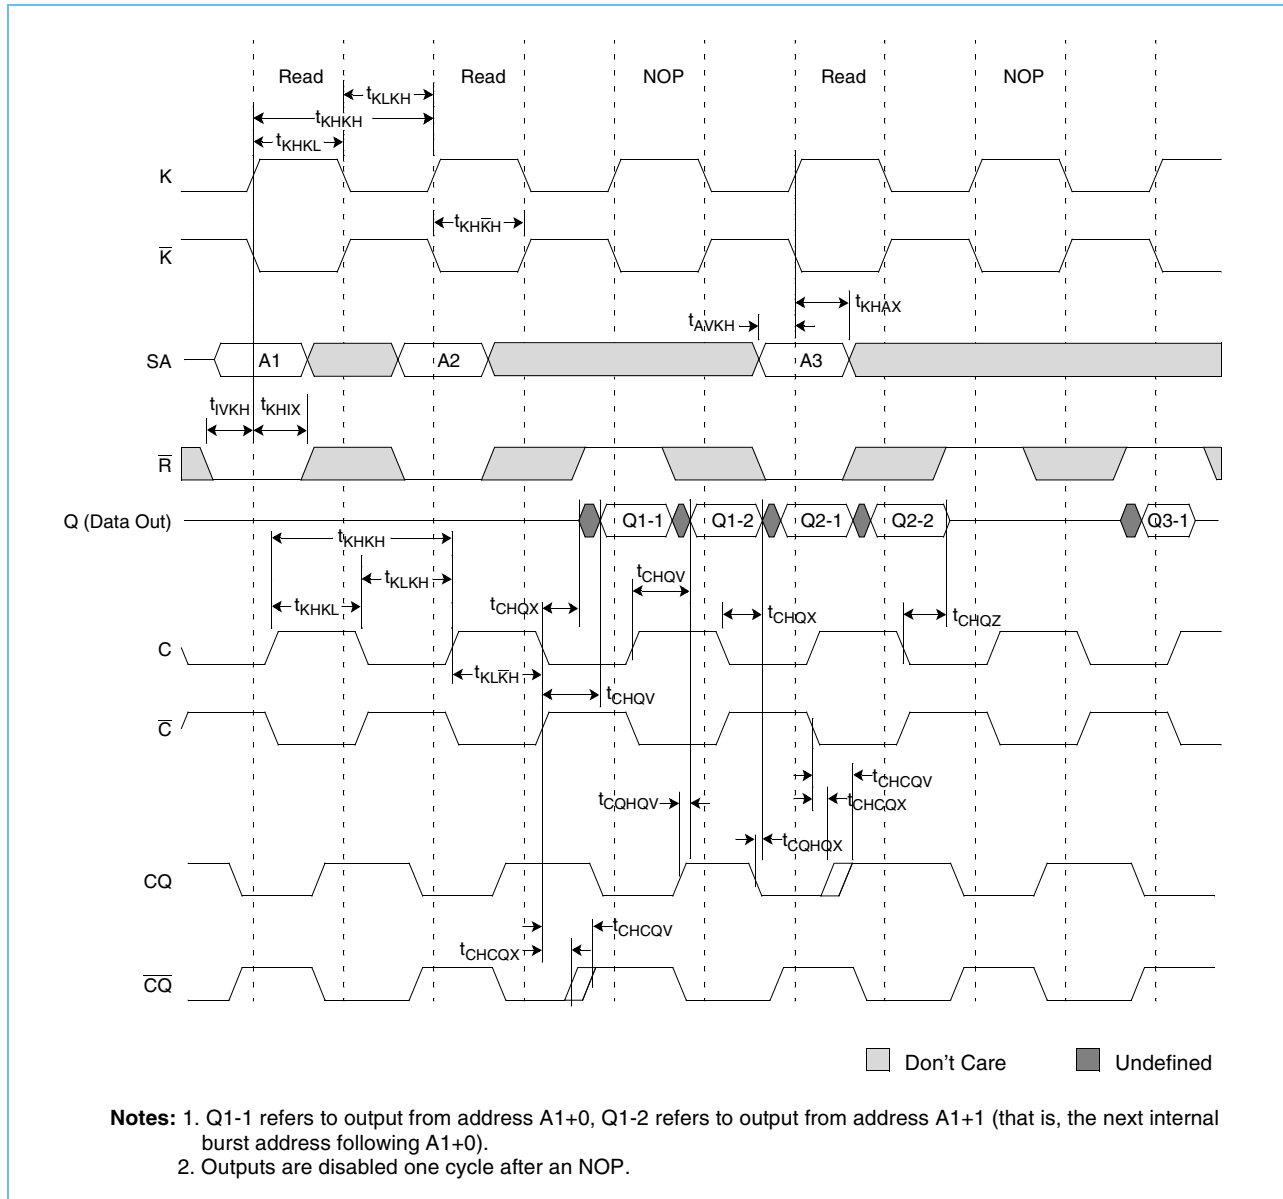 Read Read NOP Read NOP
tKLKH
tKHKH
tKHKL
K
tKHK̅H
K̅
tKHAX
tAVKH
SA A1 A2 A3
tIVKH tKHIX
R̅
Q (Data Out) Q1-1 Q1-2 Q2-1 Q2-2 Q3-1
tKHKH
tCHQV
tKLKH
tKHKL tCHQX tCHQX tCHQZ
C
tKLK̅H
tCHQV
C̅
tCHCQV
tCQHQV tCHCQX
tCQHQX
CQ
tCHCQV
tCHCQX
C̅Q̅
Don't Care Undefined
Notes: 1. Q1-1 refers to output from address A1+0, Q1-2 refers to output from address A1+1 (that is, the next internal
burst address following A1+0).
2. Outputs are disabled one cycle after an NOP.